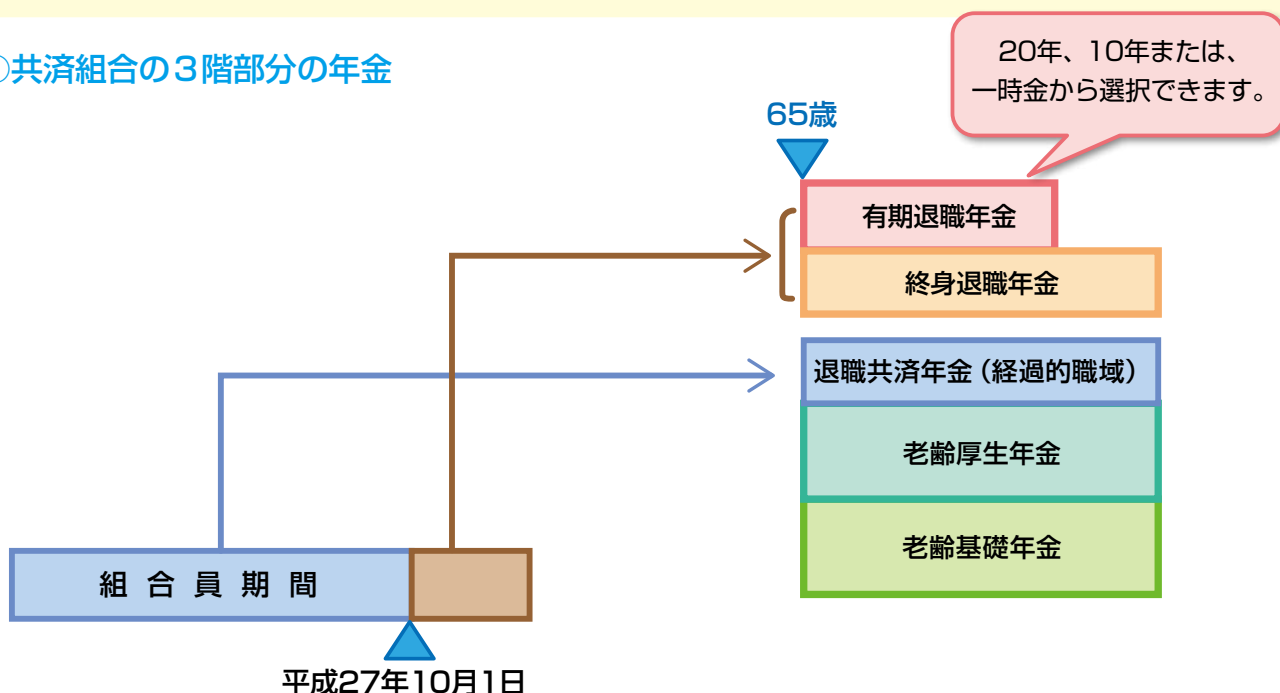 共済組合の3階部分の年金
20年、10年または、
一時金から選択できます。
65歳
有期退職年金
終身退職年金
退職共済年金（経過的職域）
老齢厚生年金
老齢基礎年金
組合員期間
平成27年10月1日